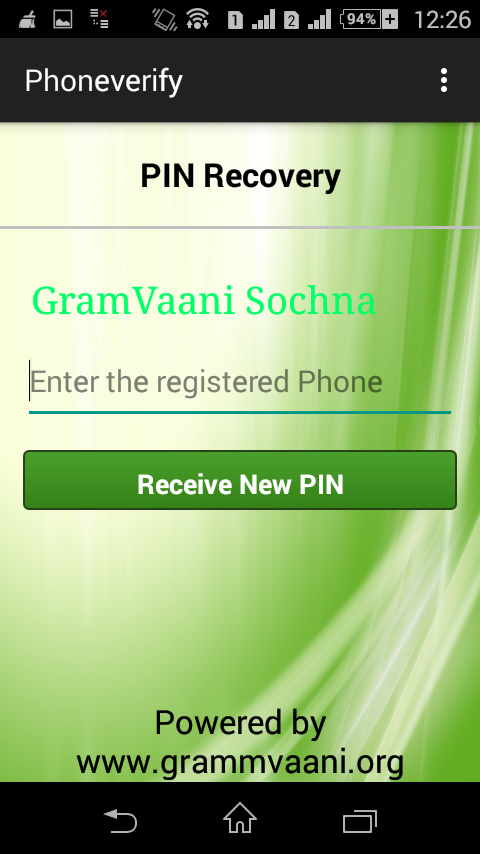 1 2 94% 12:26
Phoneverify
PIN Recovery
GramVaani Sochna
Enter the registered Phone
Receive New PIN
Powered by
www.grammvaani.org